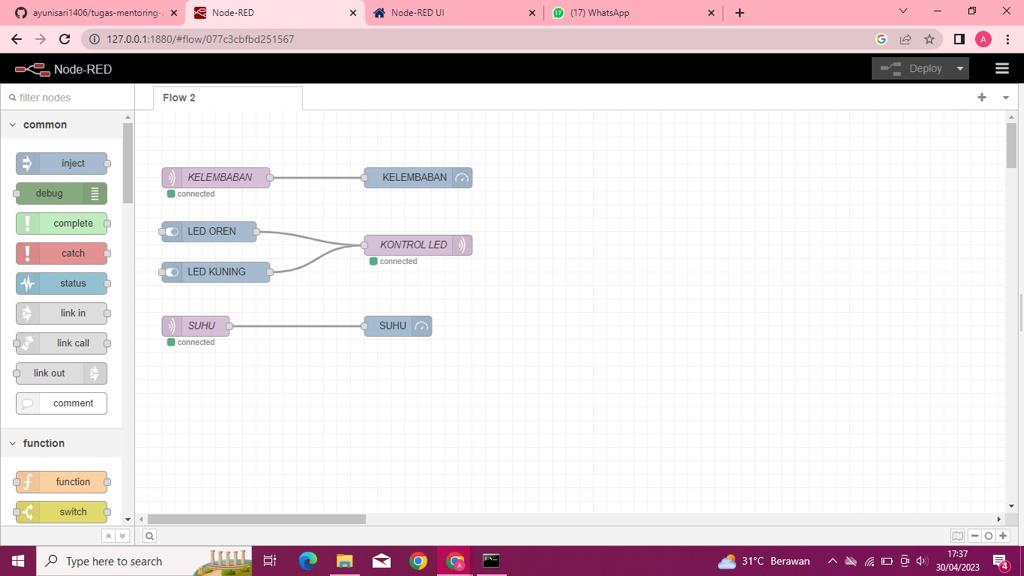 ayunisari1406/tugas-mentoring-
Node-RED
Node-RED UI
(17) WhatsApp
127.0.0.1:1880/#flow/077c3cbfbd251567
A
Node-RED
Deploy
filter nodes
Flow 2
common
inject
debug
complete
catch
status
link in
link call
link out
comment
function
function
switch
KELEMBABAN
connected
KELEMBABAN
LED OREN
LED KUNING
KONTROL LED
connected
SUHU
connected
SUHU
Type here to search
31°C Berawan
17:37
30/04/2023
4